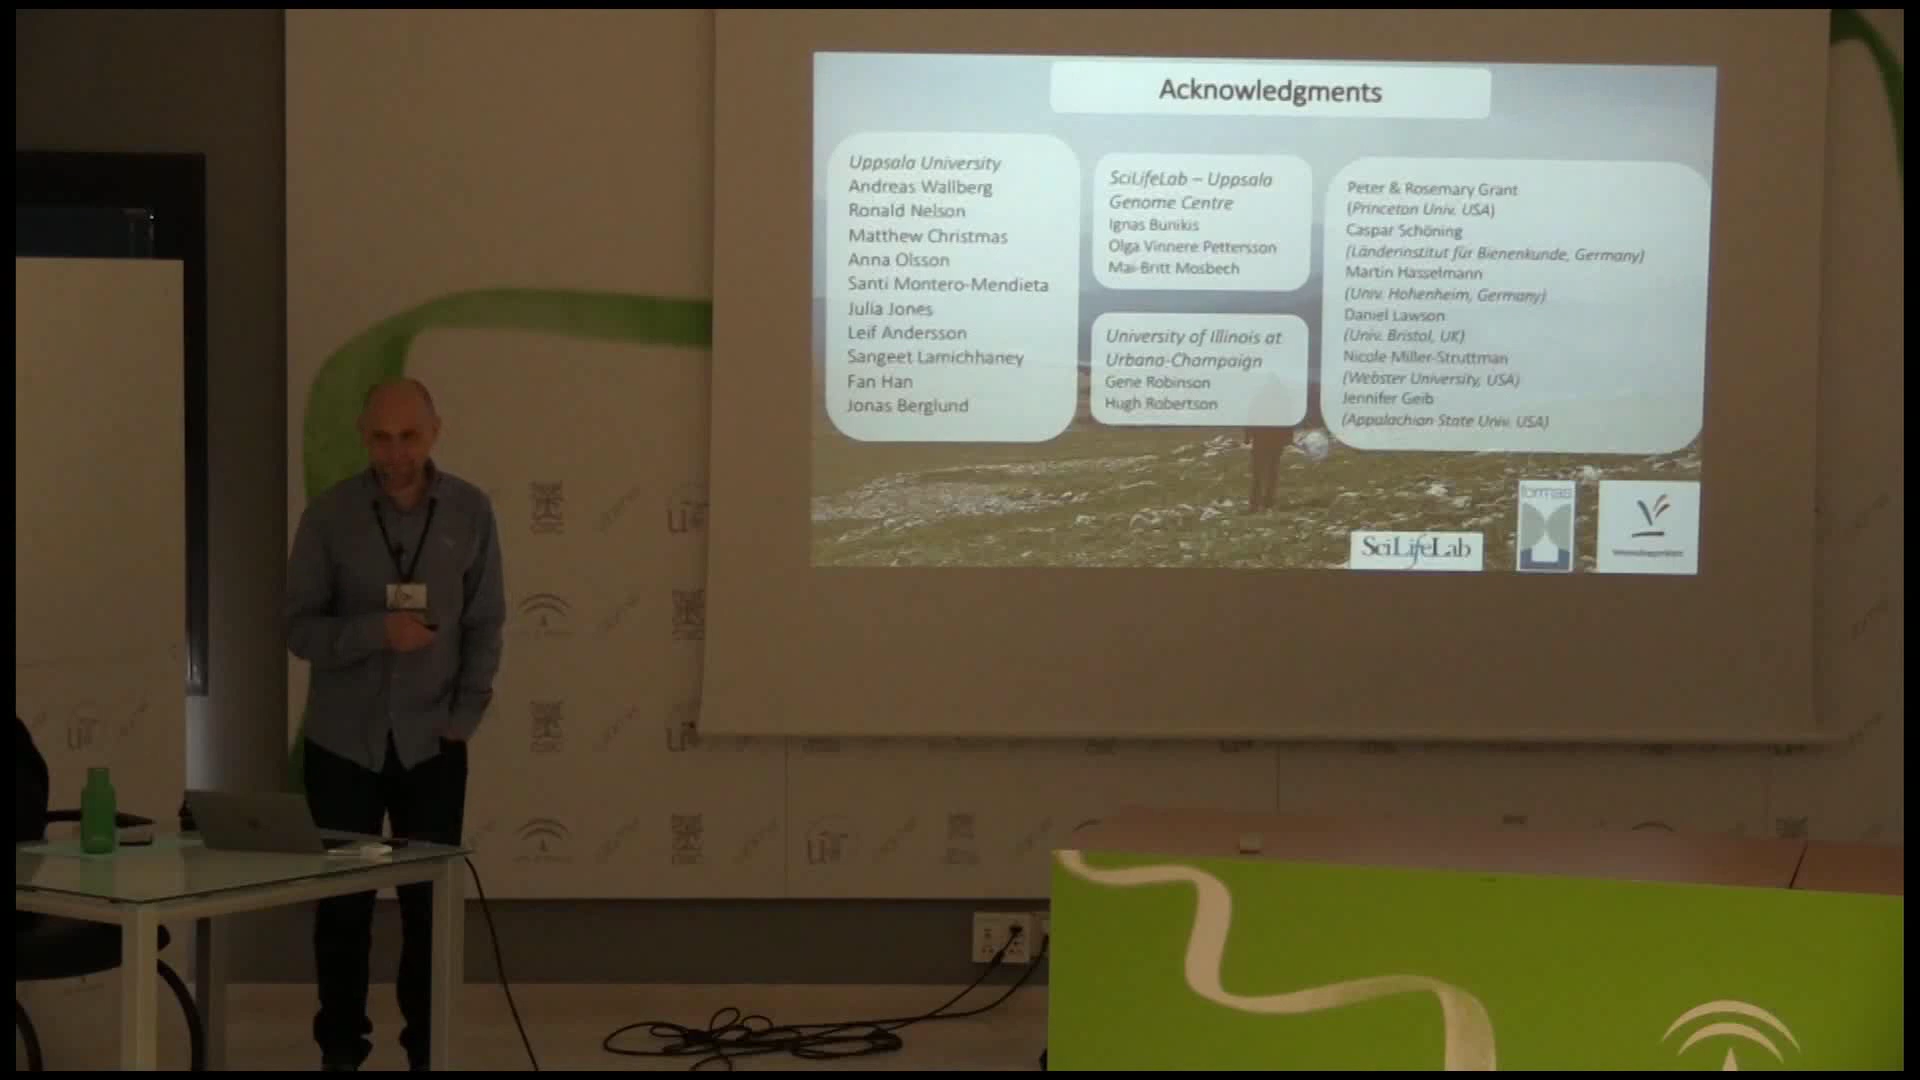 Acknowledgments
Uppsala University
Andreas Wallberg
Ronald Nelson
Matthew Christmas
Anna Olsson
Santi Montero-Mendieta
Julia Jones
Leif Andersson
Sangeet Lamichhaney
Fan Han
Jonas Berglund
SciLifeLab – Uppsala
Genome Centre
Ignas Bunikis
Olga Vinnere Pettersson
Mai-Britt Mosbech
University of Illinois at
Urbana-Champaign
Gene Robinson
Hugh Robertson
Peter & Rosemary Grant
(Princeton Univ. USA)
Caspar Schöning
(Länderinstitut für Bienenkunde, Germany)
Martin Hasselmann
(Univ. Hohenheim, Germany)
Daniel Lawson
(Univ. Bristol, UK)
Nicole Miller-Struttman
(Webster University, USA)
Jennifer Geib
(Appalachian State Univ. USA)
SciLifeLab
formas